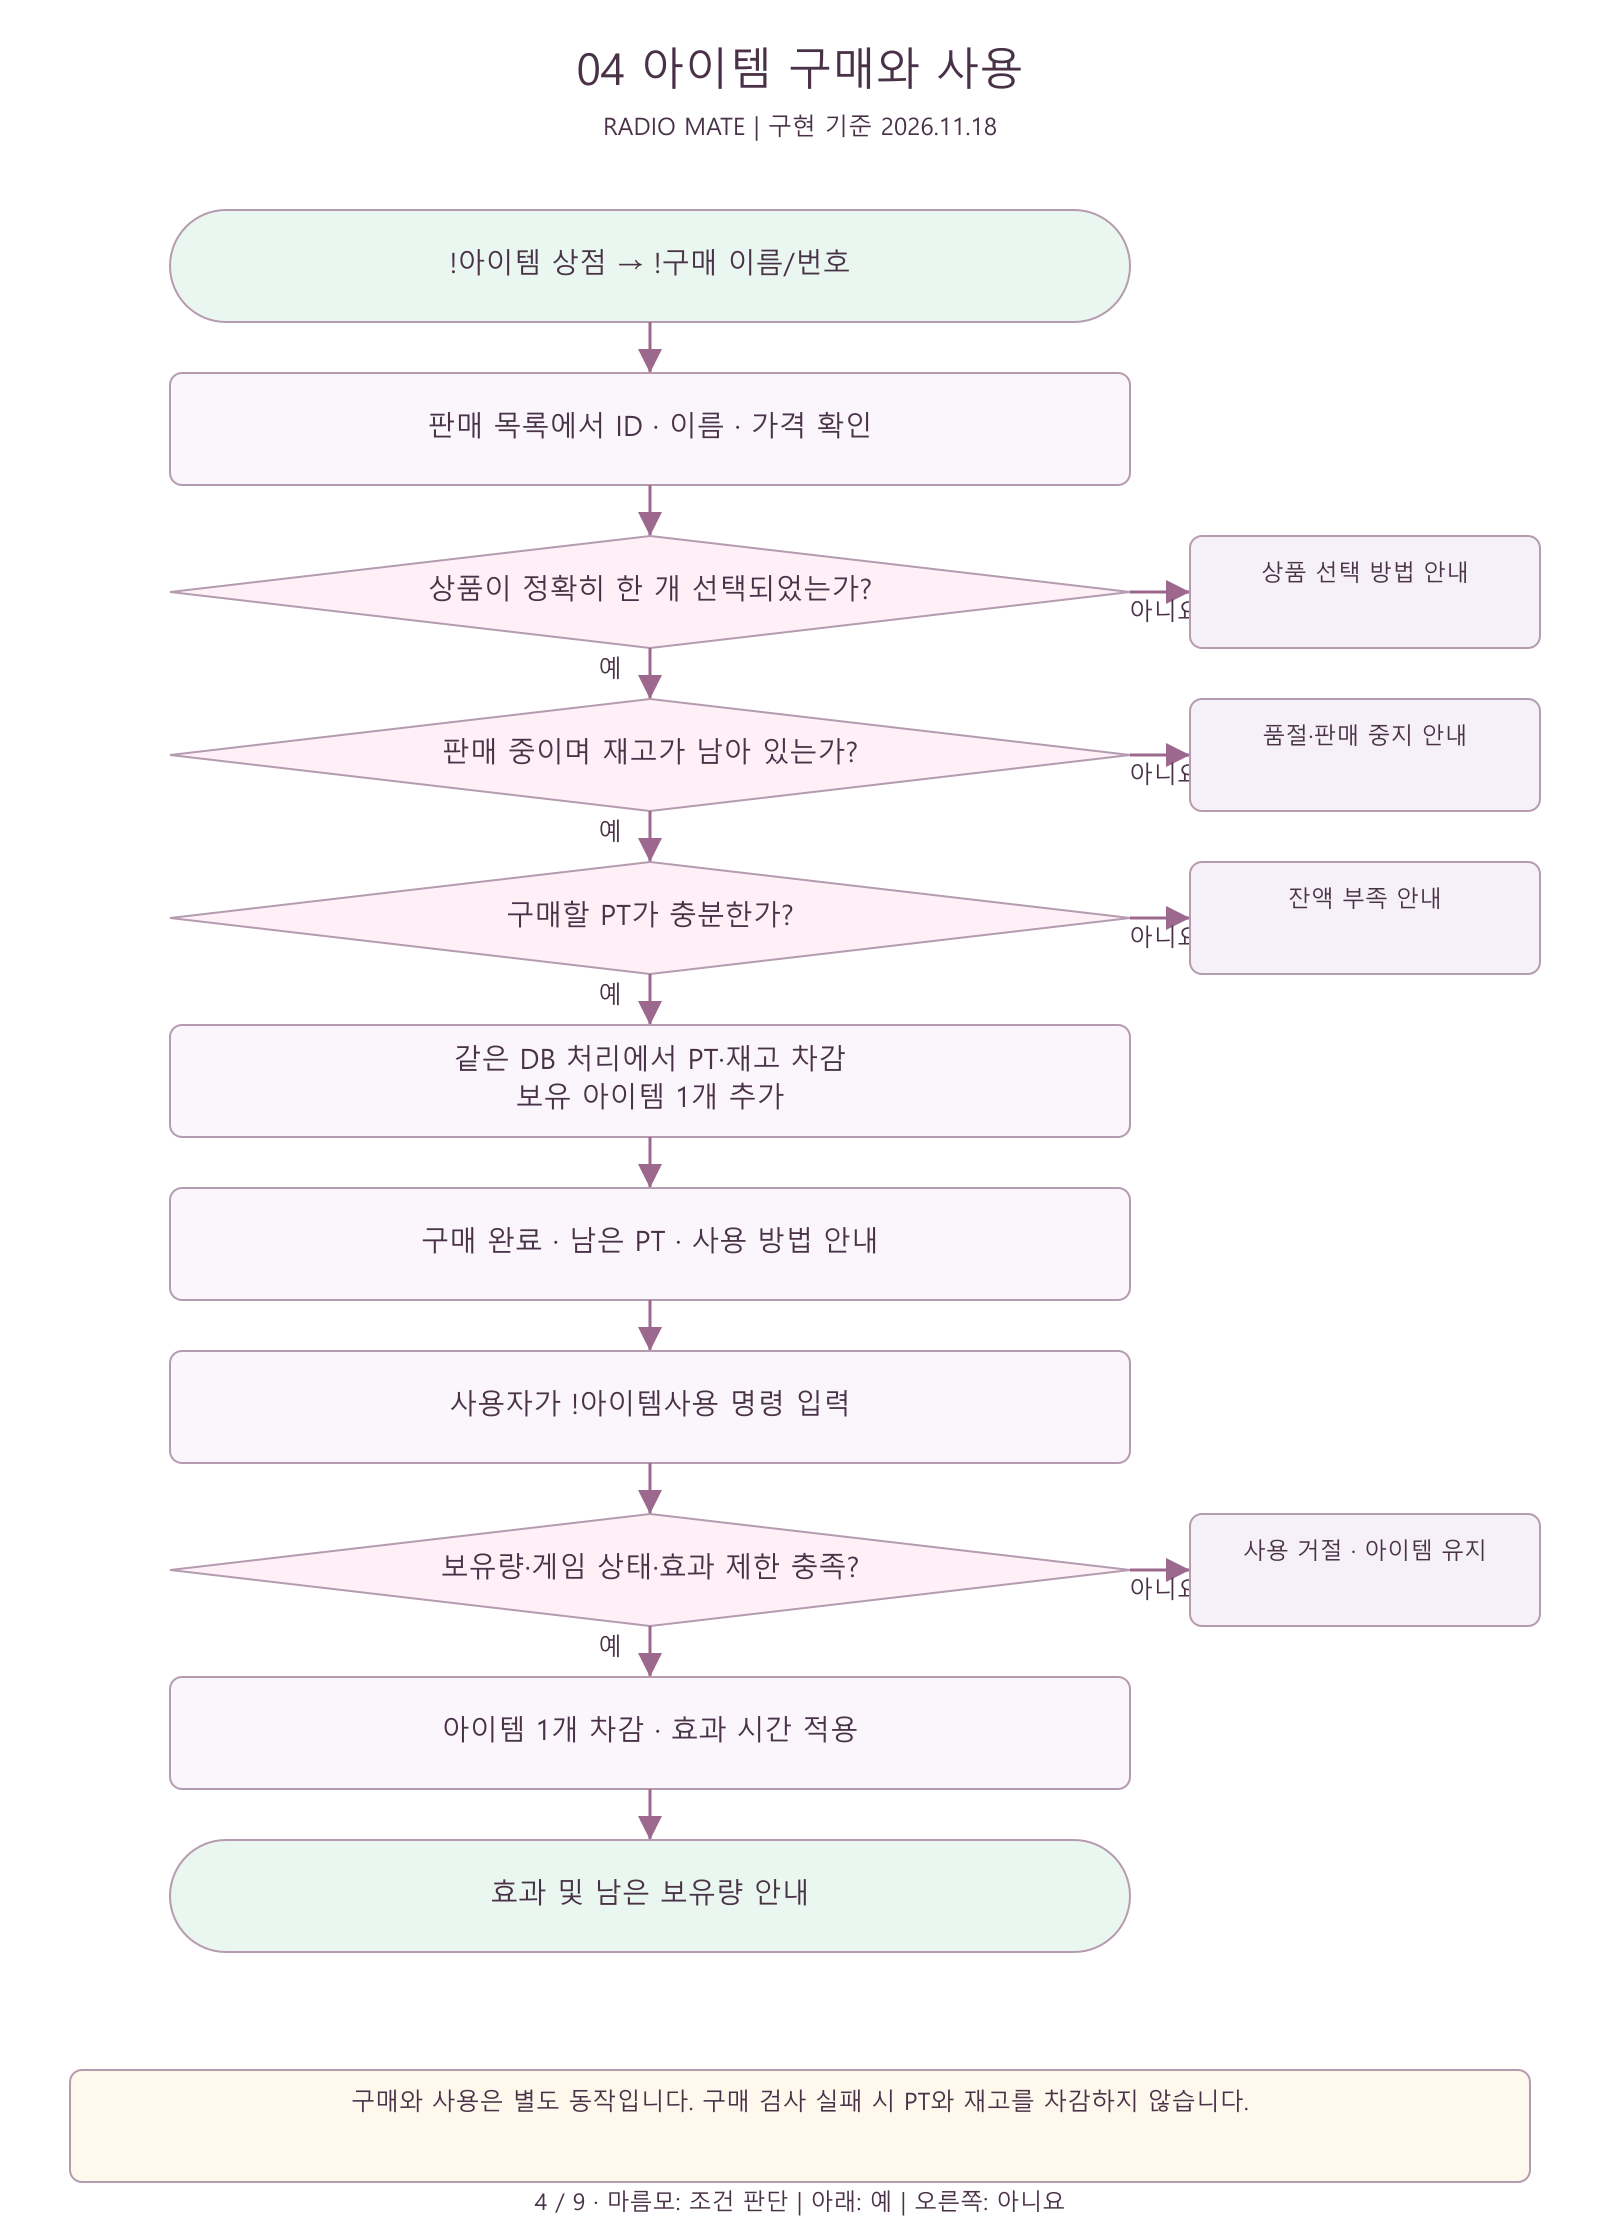 04 아이템 구매와 사용
RADIO MATE | 구현 기준 2026.11.18
!아이템 상점 → !구매 이름/번호
판매 목록에서 ID · 이름 · 가격 확인
상품이 정확히 한 개 선택되었는가?
아니요
상품 선택 방법 안내
예
판매 중이며 재고가 남아 있는가?
아니요
품절·판매 중지 안내
예
구매할 PT가 충분한가?
아니요
잔액 부족 안내
예
같은 DB 처리에서 PT·재고 차감
보유 아이템 1개 추가
구매 완료 · 남은 PT · 사용 방법 안내
사용자가 !아이템사용 명령 입력
보유량·게임 상태·효과 제한 충족?
아니요
사용 거절 · 아이템 유지
예
아이템 1개 차감 · 효과 시간 적용
효과 및 남은 보유량 안내
구매와 사용은 별도 동작입니다. 구매 검사 실패 시 PT와 재고를 차감하지 않습니다.
4 / 9 · 마름모: 조건 판단 | 아래: 예 | 오른쪽: 아니요